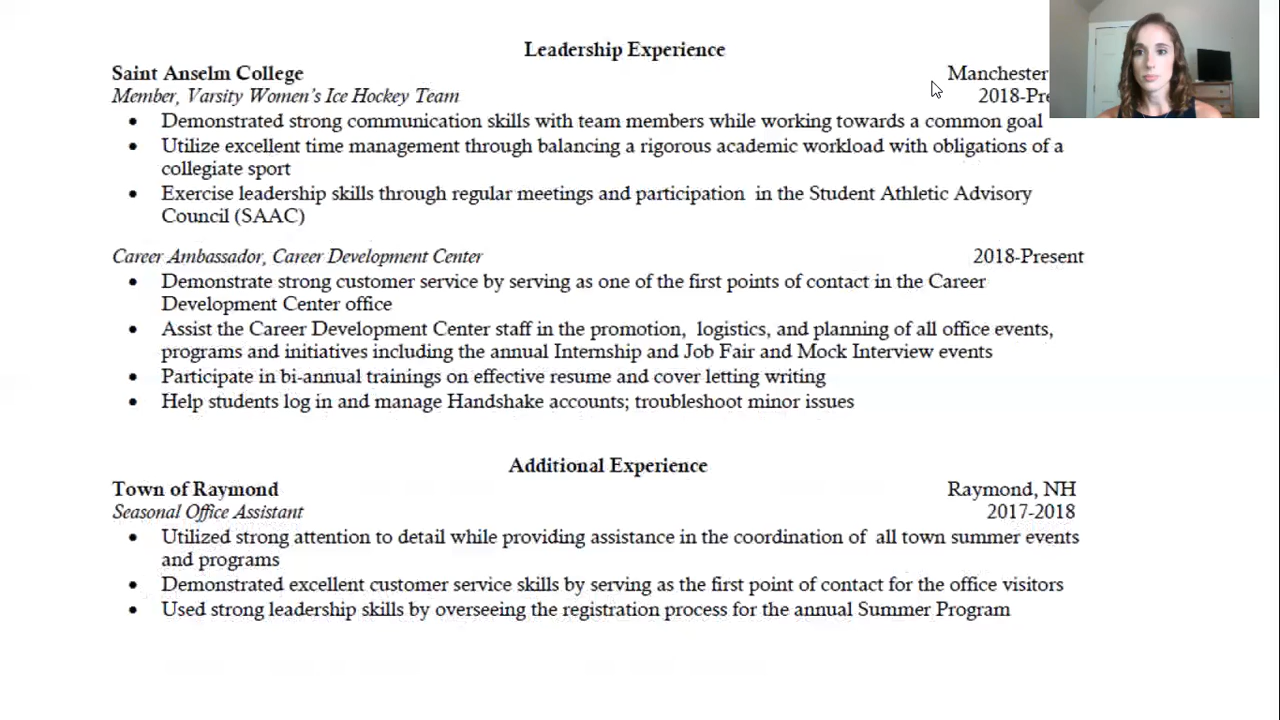 Leadership Experience
Saint Anselm College Manchester
Member, Varsity Women's Ice Hockey Team 2018-Pre
• Demonstrated strong communication skills with team members while working towards a common goal
• Utilize excellent time management through balancing a rigorous academic workload with obligations of a
collegiate sport
• Exercise leadership skills through regular meetings and participation in the Student Athletic Advisory
Council (SAAC)
Career Ambassador, Career Development Center 2018-Present
• Demonstrate strong customer service by serving as one of the first points of contact in the Career
Development Center office
• Assist the Career Development Center staff in the promotion, logistics, and planning of all office events,
programs and initiatives including the annual Internship and Job Fair and Mock Interview events
• Participate in bi-annual trainings on effective resume and cover letting writing
• Help students log in and manage Handshake accounts; troubleshoot minor issues
Additional Experience
Town of Raymond Raymond, NH
Seasonal Office Assistant 2017-2018
• Utilized strong attention to detail while providing assistance in the coordination of all town summer events
and programs
• Demonstrated excellent customer service skills by serving as the first point of contact for the office visitors
• Used strong leadership skills by overseeing the registration process for the annual Summer Program